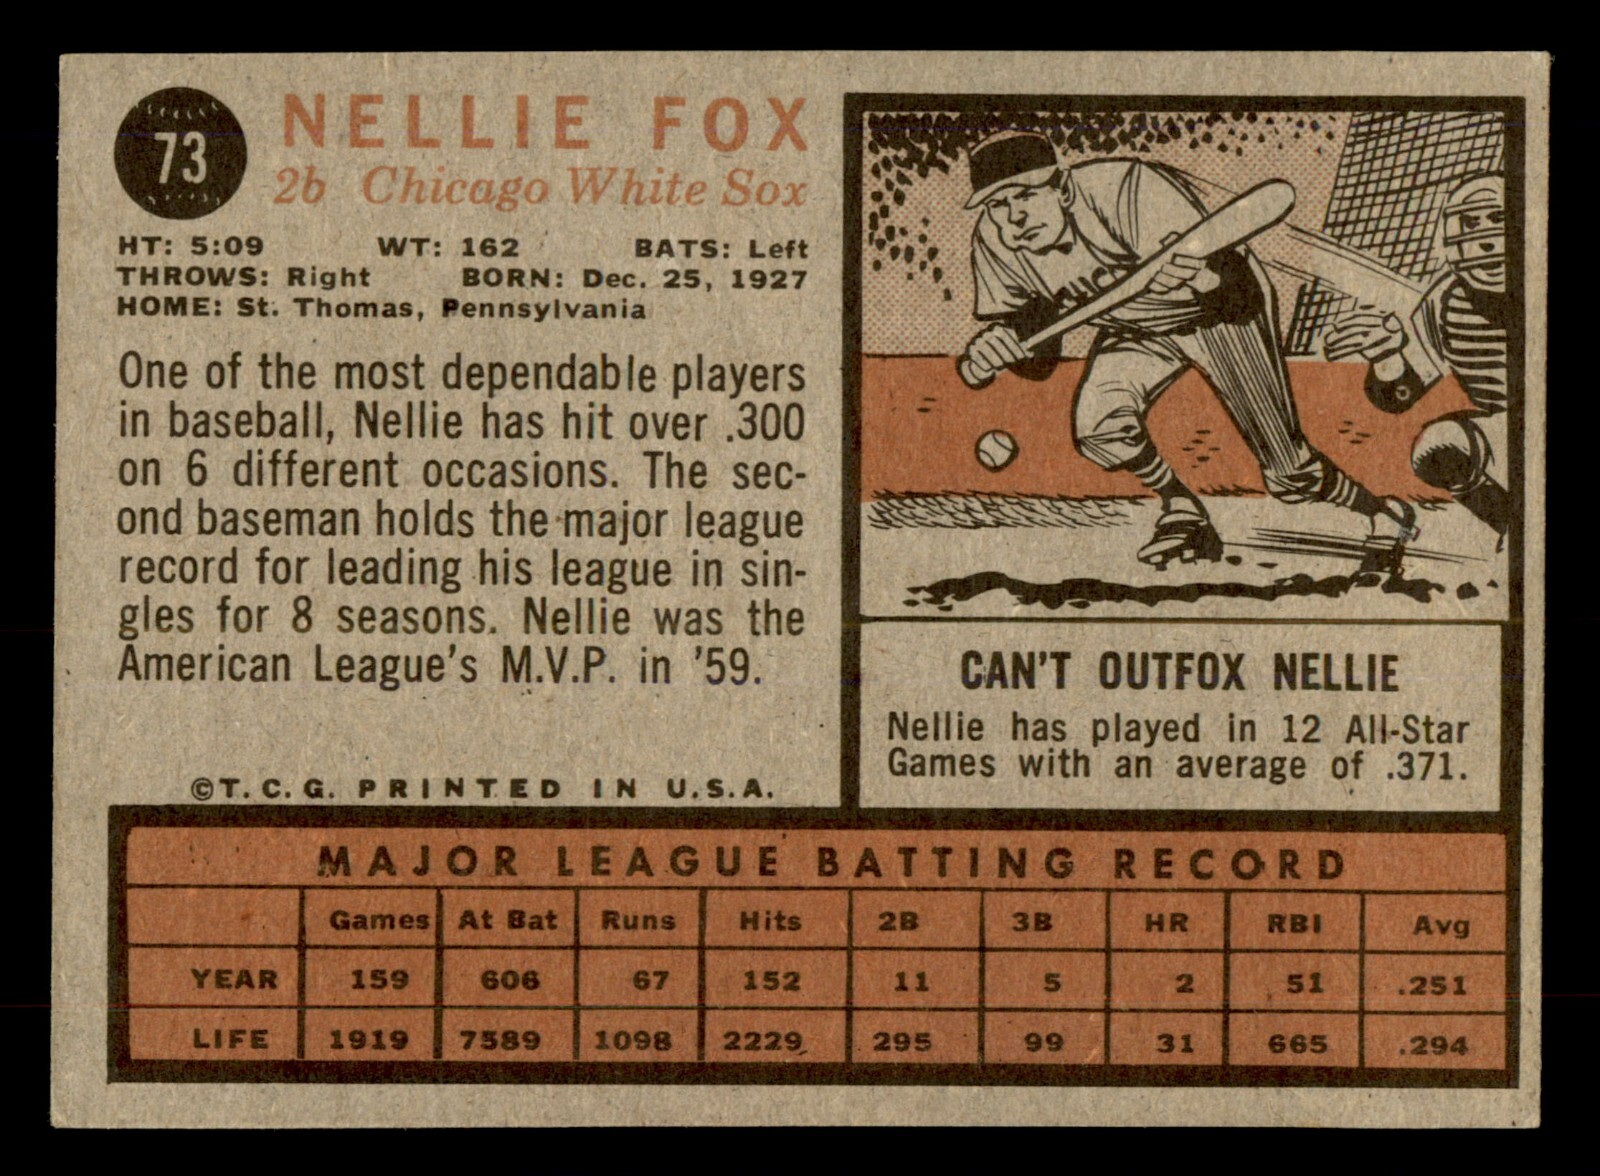 73
NELLIE FOX
2b Chicago White Sox
HT: 5:09 WT: 162 BATS: Left
THROWS: Right BORN: Dec. 25, 1927
HOME: St. Thomas, Pennsylvania
One of the most dependable players
in baseball, Nellie has hit over .300
on 6 different occasions. The sec-
ond baseman holds the major league
record for leading his league in sin-
gles for 8 seasons. Nellie was the
American League's M.V.P. in '59.
©T.C.G. PRINTED IN U.S.A.
CHIC
CAN'T OUTFOX NELLIE
Nellie has played in 12 All-Star
Games with an average of .371.
MAJOR LEAGUE BATTING RECORD
Games At Bat Runs Hits 2B 3B HR RBI Avg
YEAR 159 606 67 152 11 5 2 51 .251
LIFE 1919 7589 1098 2229 295 99 31 665 .294